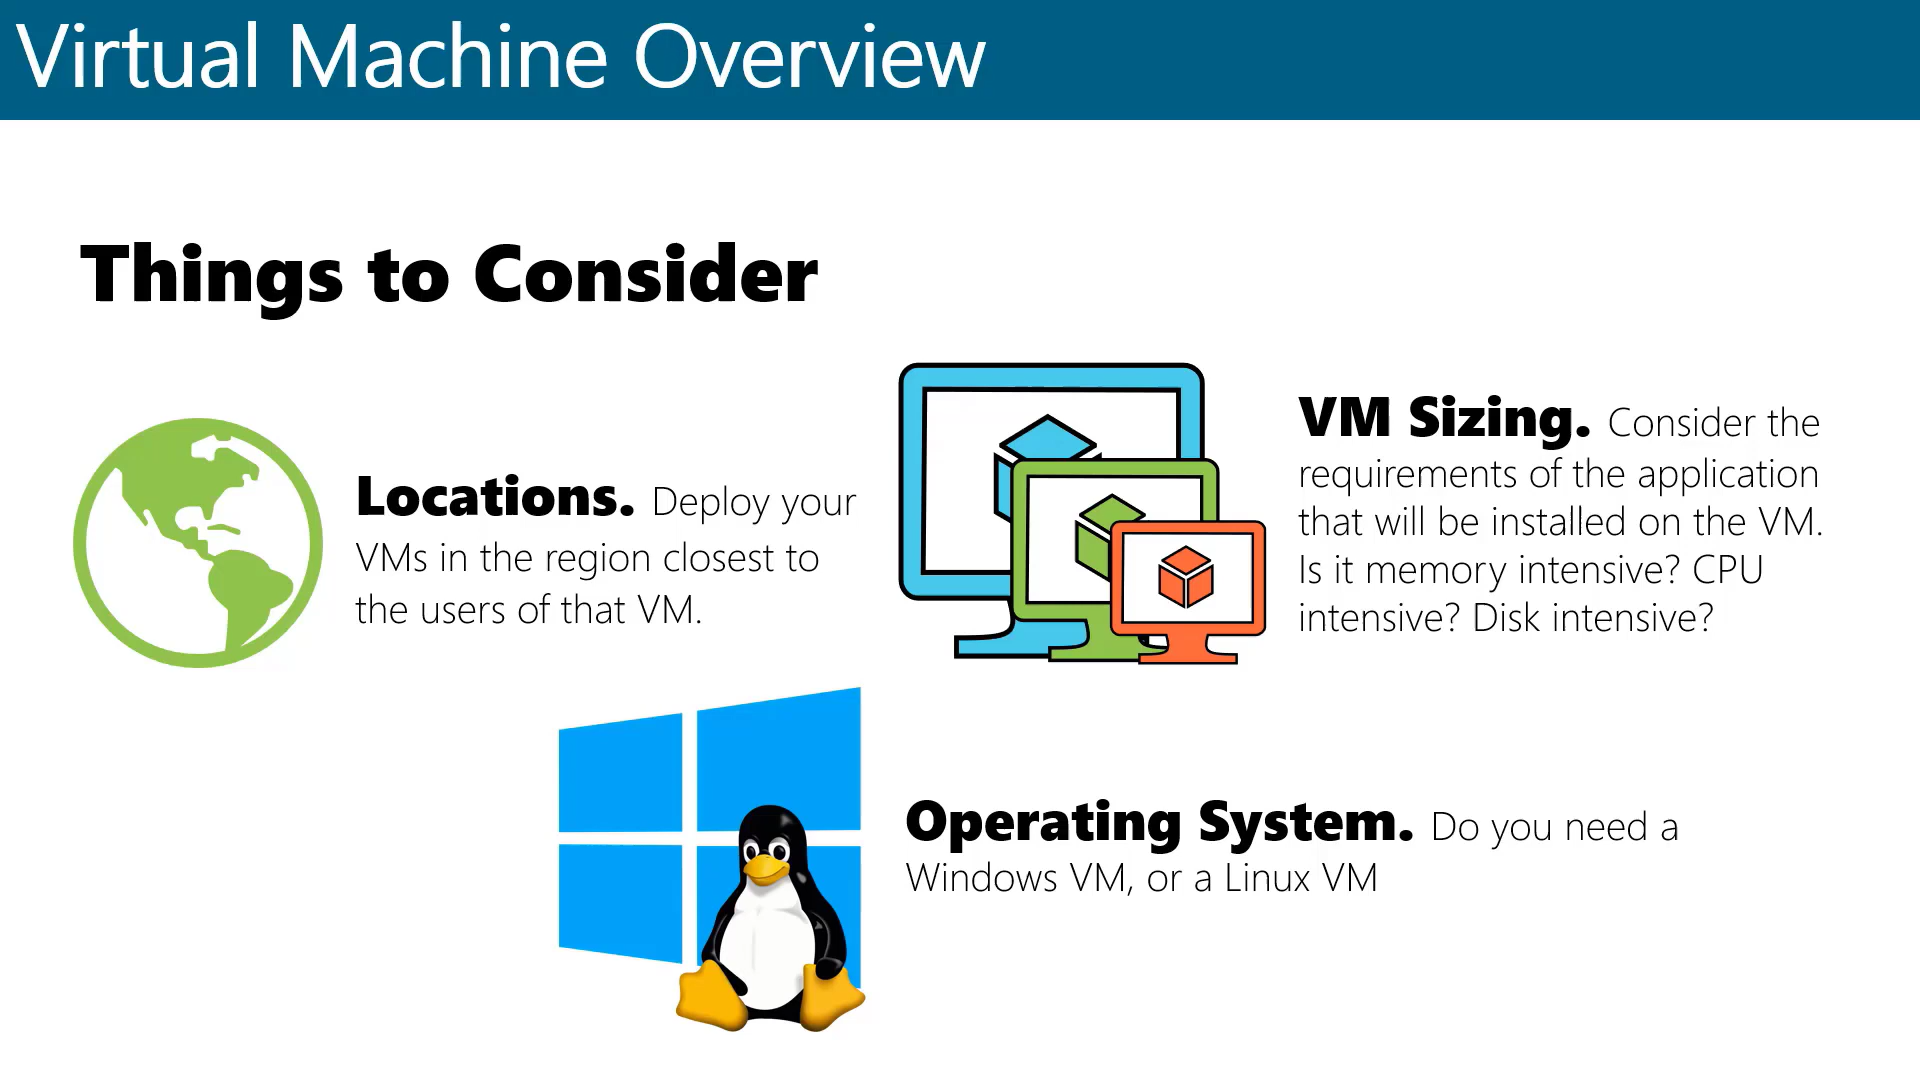 Virtual Machine Overview
Things to Consider
Locations. Deploy your
VMs in the region closest to
the users of that VM.
VM Sizing. Consider the
requirements of the application
that will be installed on the VM.
Is it memory intensive? CPU
intensive? Disk intensive?
Operating System. Do you need a
Windows VM, or a Linux VM